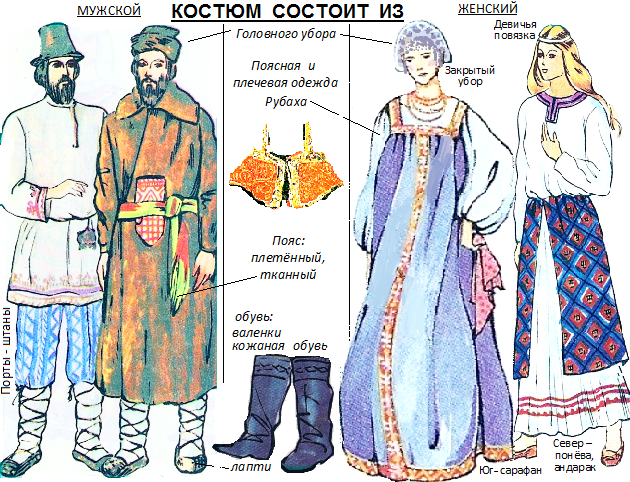 МУЖСКОЙ
КОСТЮМ СОСТОИТ ИЗ
ЖЕНСКИЙ
Головного убора
Девичья
повязка
Поясная и
плечевая одежда
Рубаха
Закрытый
убор
Пояс:
плетённый,
тканный
обувь:
валенки
кожаная обувь
Порты - штаны
лапти
Юг- сарафан
Север –
понёва,
андарак